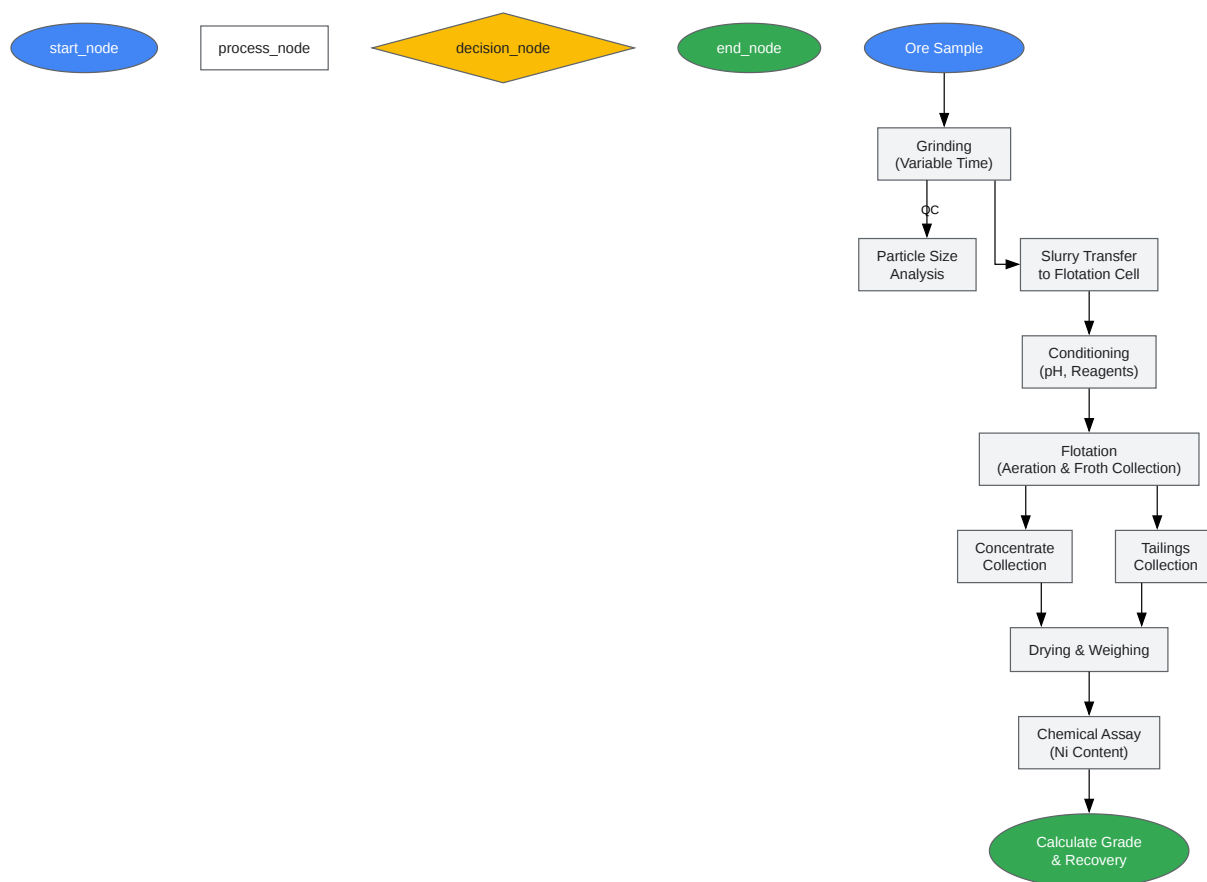 start_node
process_node
decision_node
end_node
Ore Sample
Grinding
(Variable Time)
QC
Particle Size
Analysis
Slurry Transfer
to Flotation Cell
Conditioning
(pH, Reagents)
Flotation
(Aeration & Froth Collection)
Concentrate
Collection
Tailings
Collection
Drying & Weighing
Chemical Assay
(Ni Content)
Calculate Grade
& Recovery